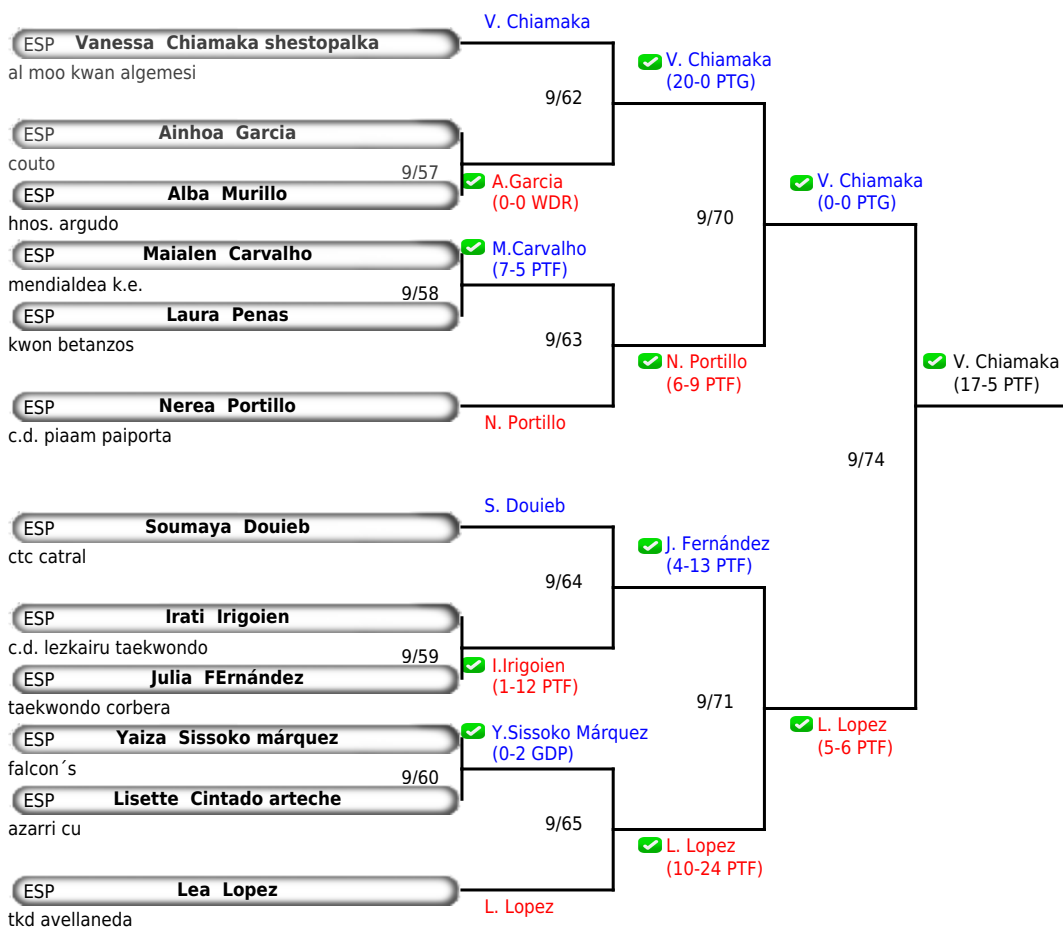 V. Chiamaka
ESP Vanessa Chiamaka shestopalka
al moo kwan algemesi
V. Chiamaka
(20-0 PTG)
9/62
ESP Ainhoa Garcia
couto
9/57
A.Garcia
(0-0 WDR)
ESP Alba Murillo
hnos. argudo
V. Chiamaka
(0-0 PTG)
9/70
ESP Maialen Carvalho
mendialdea k.e.
M.Carvalho
(7-5 PTF)
9/58
ESP Laura Penas
kwon betanzos
9/63
N. Portillo
(6-9 PTF)
V. Chiamaka
(17-5 PTF)
ESP Nerea Portillo
c.d. piaam paiporta
N. Portillo
9/74
S. Douieb
ESP Soumaya Douieb
ctc catral
J. Fernández
(4-13 PTF)
9/64
ESP Irati Irigoien
c.d. lezkairu taekwondo
9/59
I.Irigoien
(1-12 PTF)
ESP Julia FErnández
taekwondo corbera
9/71
L. Lopez
(5-6 PTF)
ESP Yaiza Sissoko márquez
falcon´s
Y.Sissoko Márquez
(0-2 GDP)
9/60
ESP Lisette Cintado arteche
azarri cu
9/65
L. Lopez
(10-24 PTF)
ESP Lea Lopez
tkd avellaneda
L. Lopez